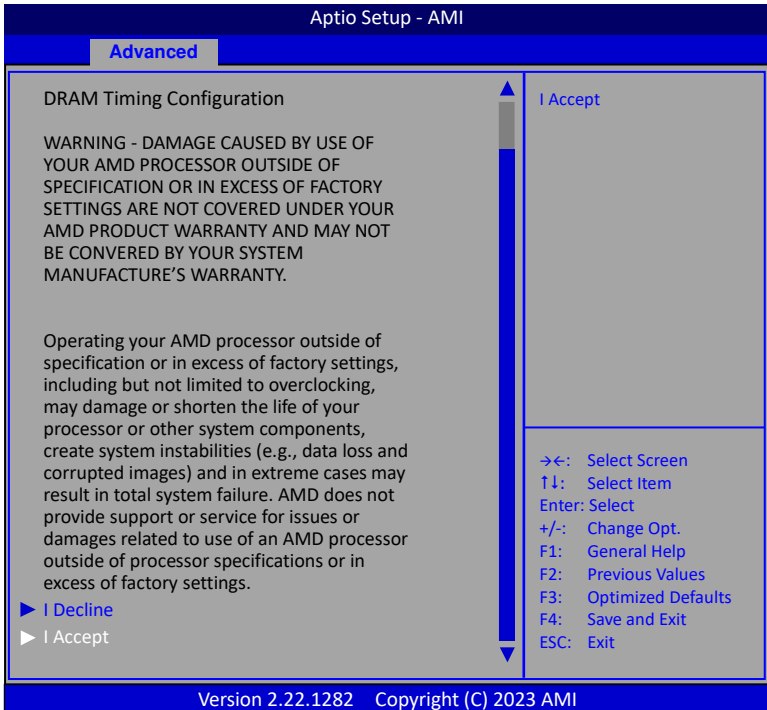 Aptio Setup - AMI
Advanced
DRAM Timing Configuration
WARNING - DAMAGE CAUSED BY USE OF
YOUR AMD PROCESSOR OUTSIDE OF
SPECIFICATION OR IN EXCESS OF FACTORY
SETTINGS ARE NOT COVERED UNDER YOUR
AMD PRODUCT WARRANTY AND MAY NOT
BE CONVERED BY YOUR SYSTEM
MANUFACTURE’S WARRANTY.
Operating your AMD processor outside of
specification or in excess of factory settings,
including but not limited to overclocking,
may damage or shorten the life of your
processor or other system components,
create system instabilities (e.g., data loss and
corrupted images) and in extreme cases may
result in total system failure. AMD does not
provide support or service for issues or
damages related to use of an AMD processor
outside of processor specifications or in
excess of factory settings.
▶ I Decline
▶ I Accept
I Accept
→←: Select Screen
↑↓: Select Item
Enter: Select
+/-: Change Opt.
F1: General Help
F2: Previous Values
F3: Optimized Defaults
F4: Save and Exit
ESC: Exit
Version 2.22.1282 Copyright (C) 2023 AMI